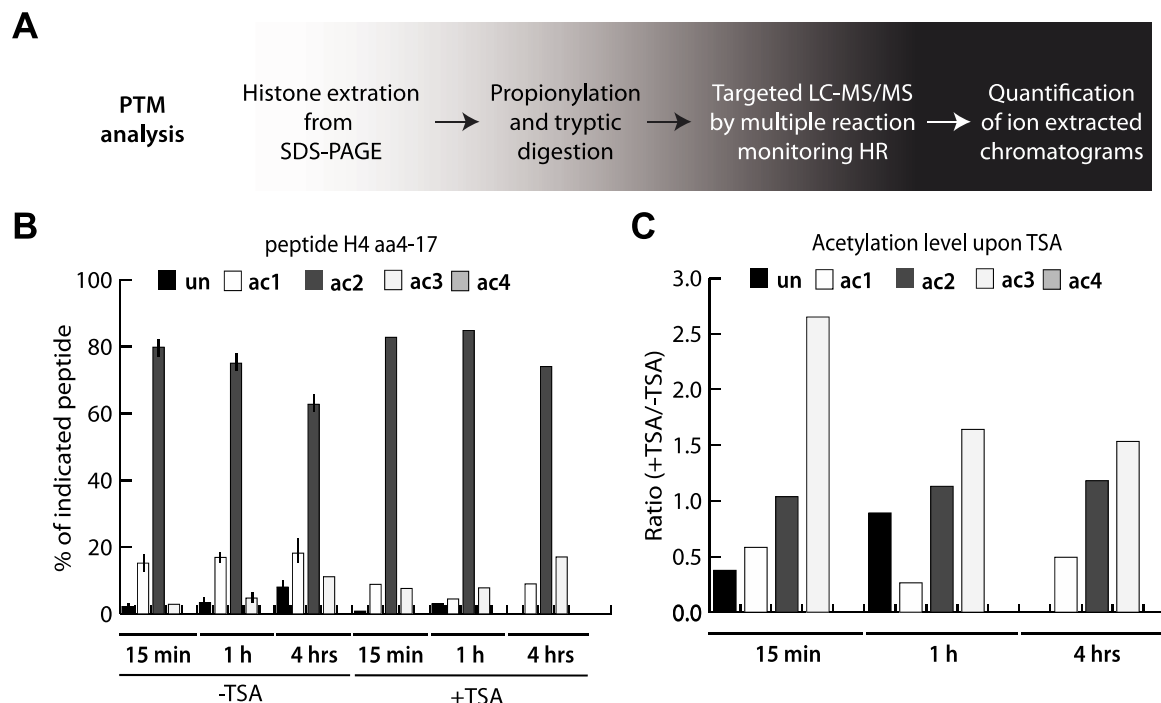 A
PTM
analysis
Histone extration
from
SDS-PAGE
Propionylation
and tryptic
digestion
Targeted LC-MS/MS
by multiple reaction
monitoring HR
Quantification
of ion extracted
chromatograms
B
peptide H4 aa4-17
un ac1 ac2 ac3 ac4
% of indicated peptide
100
80
60
40
20
0
15 min 1 h 4 hrs 15 min 1 h 4 hrs
-TSA +TSA
C
Acetylation level upon TSA
un ac1 ac2 ac3 ac4
Ratio (+TSA/-TSA)
3.0
2.5
2.0
1.5
1.0
0.5
0.0
15 min 1 h 4 hrs